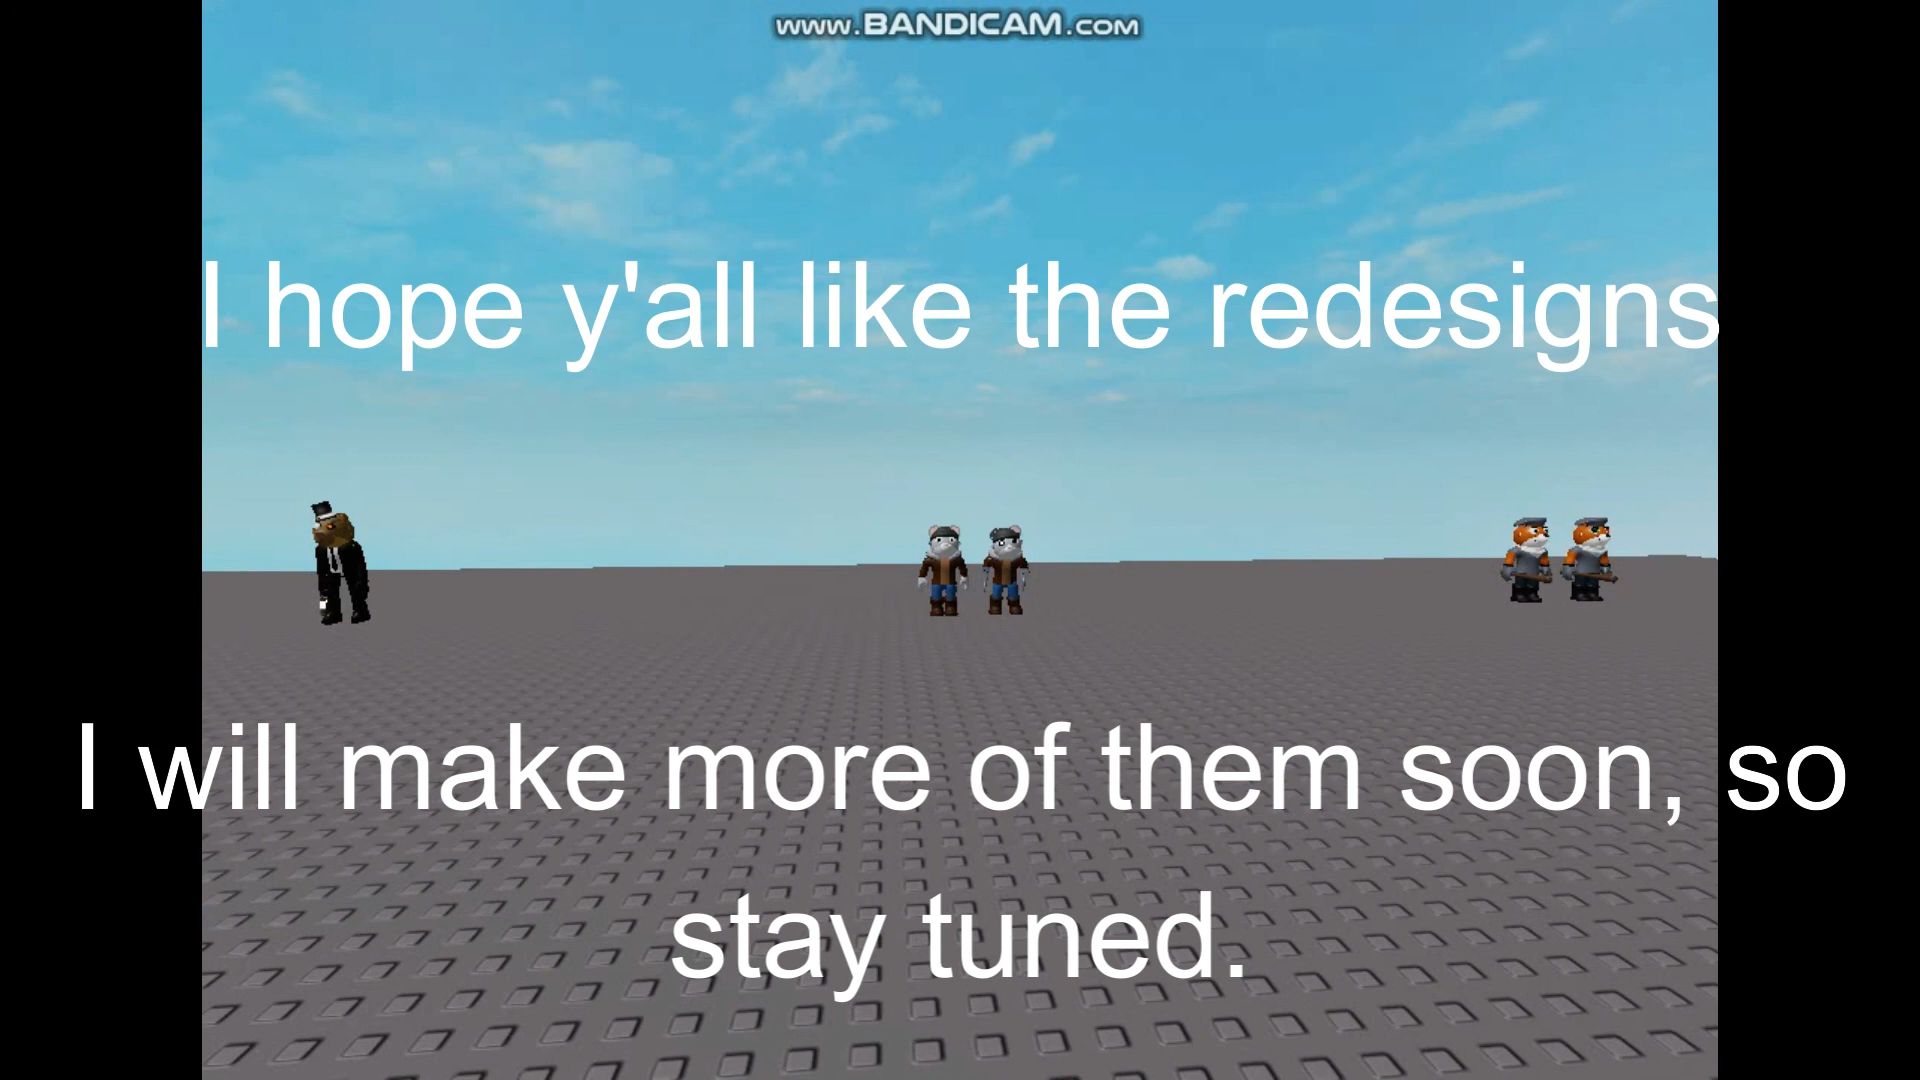 www.BANDICAM.com
I hope y'all like the redesigns
I will make more of them soon, so
stay tuned.